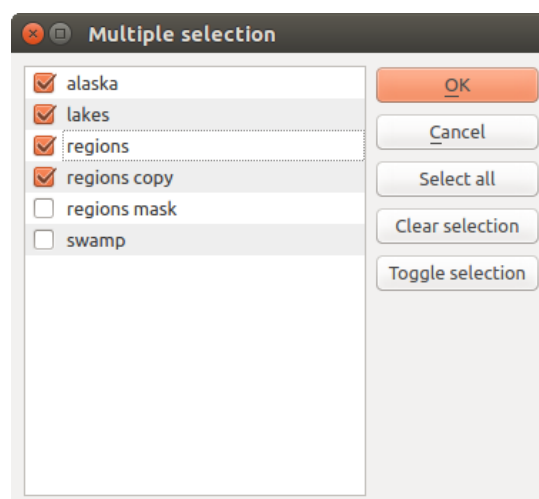 Multiple selection
alaska
lakes
regions
regions copy
regions mask
swamp
OK
Cancel
Select all
Clear selection
Toggle selection